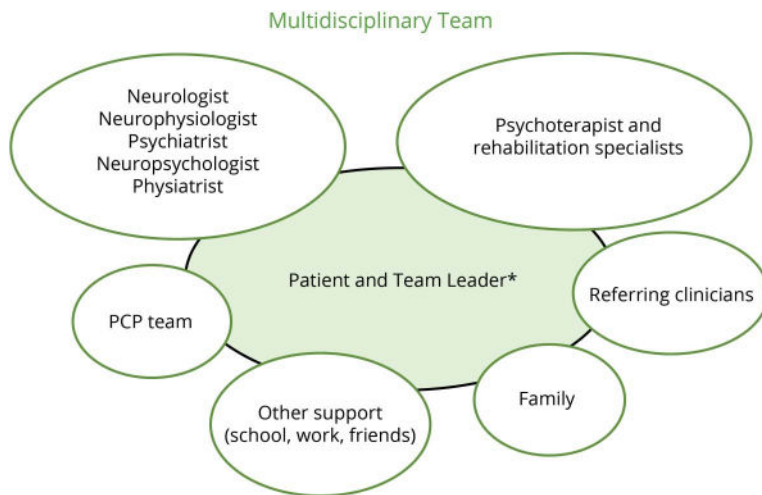 Multidisciplinary Team
Neurologist
Neurophysiologist
Psychiatrist
Neuropsychologist
Physiatrist
Psychoterapist and
rehabilitation specialists
Patient and Team Leader*
Referring clinicians
PCP team
Other support
(school, work, friends)
Family